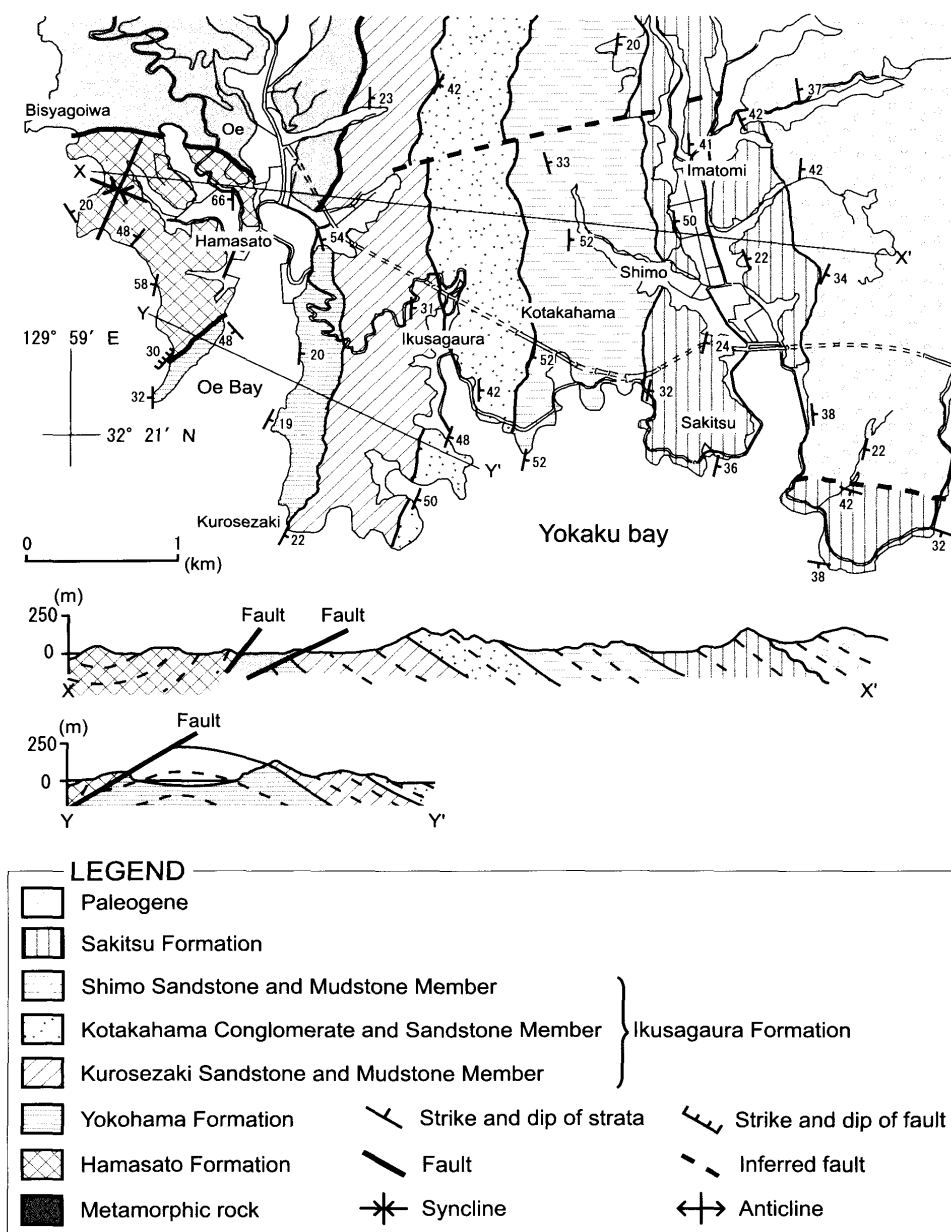 20
42
37
42
23
Bisyagoiwa
Oe
41
33
Imatomi
42
X
20
66
50
48
Hamasato
54
52
X'
22
Shimo
34
58
31
Kotakahama
Y
Ikusagaura
129° 59′ E
48
24
30
20
52
Oe Bay
42
32
32
38
19
Sakitsu
32° 21′ N
48
22
Y'
52
36
50
42
Kurosezaki
22
Yokaku bay
32
0 1
(km)
38
(m)
Fault Fault
250
0
X X'
Fault
(m)
250
0
Y Y'
LEGEND
Paleogene
Sakitsu Formation
Shimo Sandstone and Mudstone Member
Kotakahama Conglomerate and Sandstone Member Ikusagaura Formation
Kurosezaki Sandstone and Mudstone Member
Yokohama Formation Strike and dip of strata Strike and dip of fault
Hamasato Formation Fault Inferred fault
Metamorphic rock Syncline Anticline